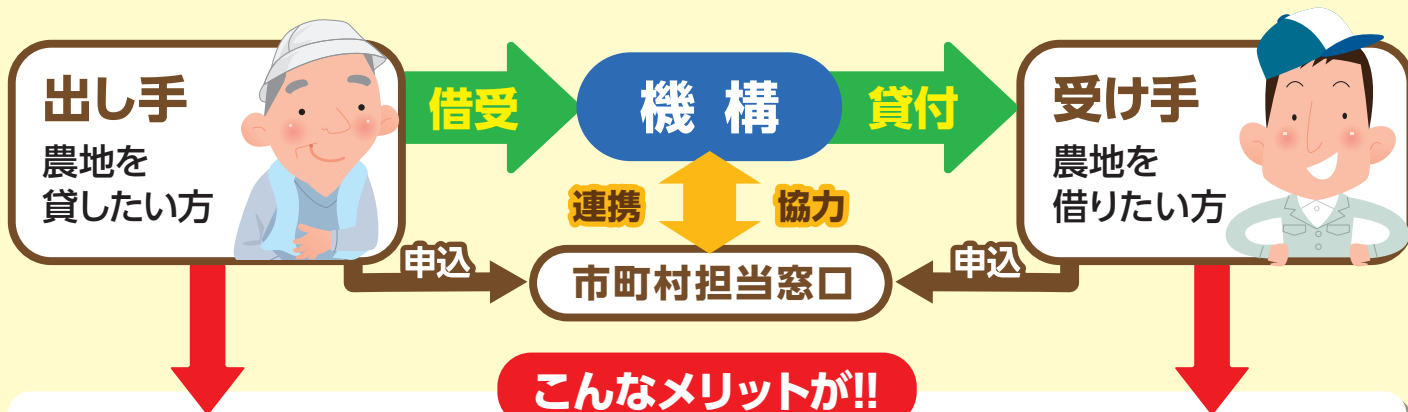 出し手
農地を
貸したい方
借受
機構
貸付
受け手
農地を
借りたい方
連携
協力
申込
市町村担当窓口
申込
こんなメリットが!!